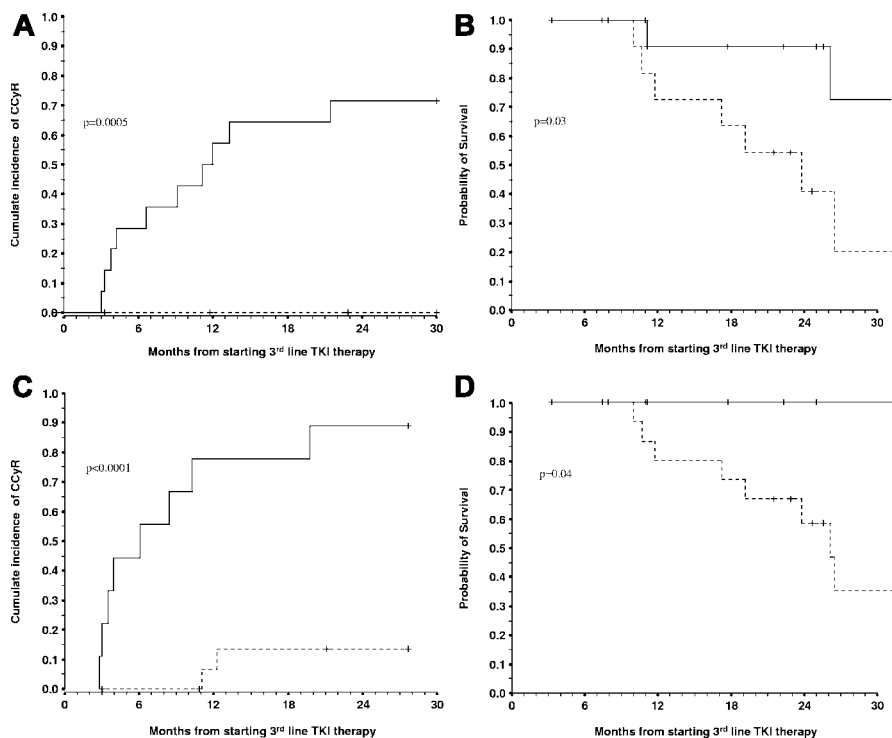 A
1.0
0.9
0.8
0.7
0.6
0.5
0.4
0.3
0.2
0.1
0.0
Cumulate incidence of CCyR
p=0.0005
0 6 12 18 24 30
Months from starting 3rd line TKI therapy
B
1.0
0.9
0.8
0.7
0.6
0.5
0.4
0.3
0.2
0.1
0.0
Probability of Survival
p=0.03
0 6 12 18 24 30
Months from starting 3rd line TKI therapy
C
1.0
0.9
0.8
0.7
0.6
0.5
0.4
0.3
0.2
0.1
0.0
Cumulate incidence of CCyR
p<0.0001
0 6 12 18 24 30
Months from starting 3rd line TKI therapy
D
1.0
0.9
0.8
0.7
0.6
0.5
0.4
0.3
0.2
0.1
0.0
Probability of Survival
p=0.04
0 6 12 18 24 30
Months from starting 3rd line TKI therapy